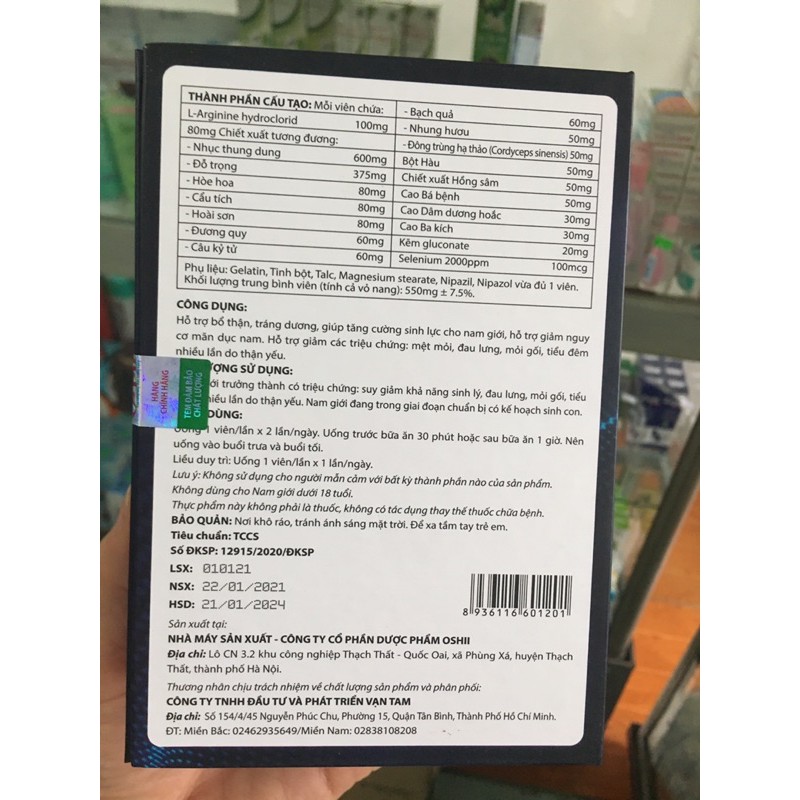 THÀNH PHẦN CẤU TẠO: Mỗi viên chứa:
L-Arginine hydroclorid 100mg
80mg Chiết xuất tương đương:
- Nhục thung dung 600mg
- Đỗ trọng 375mg
- Hòe hoa 80mg
- Cẩu tích 80mg
- Hoài sơn 80mg
- Đương quy 60mg
- Câu kỷ tử 60mg
- Bạch quả 60mg
- Nhung hươu 50mg
- Đông trùng hạ thảo (Cordyceps sinensis) 50mg
Bột Hàu 50mg
Chiết xuất Hồng sâm 50mg
Cao Bá bệnh 50mg
Cao Dâm dương hoắc 30mg
Cao Ba kích 30mg
Kẽm gluconate 20mg
Selenium 2000ppm 100mcg
Phụ liệu: Gelatin, Tinh bột, Talc, Magnesium stearate, Nipazil, Nipazol vừa đủ 1 viên.
Khối lượng trung bình viên (tính cả vỏ nang): 550mg ± 7.5%.
CÔNG DỤNG:
Hỗ trợ bổ thận, tráng dương, giúp tăng cường sinh lực cho nam giới, hỗ trợ giảm nguy
cơ mãn dục nam. Hỗ trợ giảm các triệu chứng: mệt mỏi, đau lưng, mỏi gối, tiểu đêm
nhiều lần do thận yếu.
ƯỢNG SỬ DỤNG:
ới trưởng thành có triệu chứng: suy giảm khả năng sinh lý, đau lưng, mỏi gối, tiểu
hiều lần do thận yếu. Nam giới đang trong giai đoạn chuẩn bị có kế hoạch sinh con.
DÙNG:
Uống 1 viên/lần x 2 lần/ngày. Uống trước bữa ăn 30 phút hoặc sau bữa ăn 1 giờ. Nên
uống vào buổi trưa và buổi tối.
Liều duy trì: Uống 1 viên/lần x 1 lần/ngày.
Lưu ý: Không sử dụng cho người mẫn cảm với bất kỳ thành phần nào của sản phẩm.
Không dùng cho Nam giới dưới 18 tuổi.
Thực phẩm này không phải là thuốc, không có tác dụng thay thế thuốc chữa bệnh.
BẢO QUẢN: Nơi khô ráo, tránh ánh sáng mặt trời. Để xa tầm tay trẻ em.
Tiêu chuẩn: TCCS
Số ĐKSP: 12915/2020/ĐKSP
LSX: 010121
NSX: 22/01/2021
HSD: 21/01/2024
8 936116 601201
Sản xuất tại:
NHÀ MÁY SẢN XUẤT - CÔNG TY CỔ PHẦN DƯỢC PHẨM OSHII
Địa chỉ: Lô CN 3.2 khu công nghiệp Thạch Thất - Quốc Oai, xã Phùng Xá, huyện Thạch
Thất, thành phố Hà Nội.
Thương nhân chịu trách nhiệm về chất lượng sản phẩm và phân phối:
CÔNG TY TNHH ĐẦU TƯ VÀ PHÁT TRIỂN VẠN TAM
Địa chỉ: Số 154/4/45 Nguyễn Phúc Chu, Phường 15, Quận Tân Bình, Thành Phố Hồ Chí Minh.
ĐT: Miền Bắc: 02462935649/Miền Nam: 02838108208
HÀNG
CHÍNH HÃNG
TEM ĐẢM BẢO
CHẤT LƯỢNG